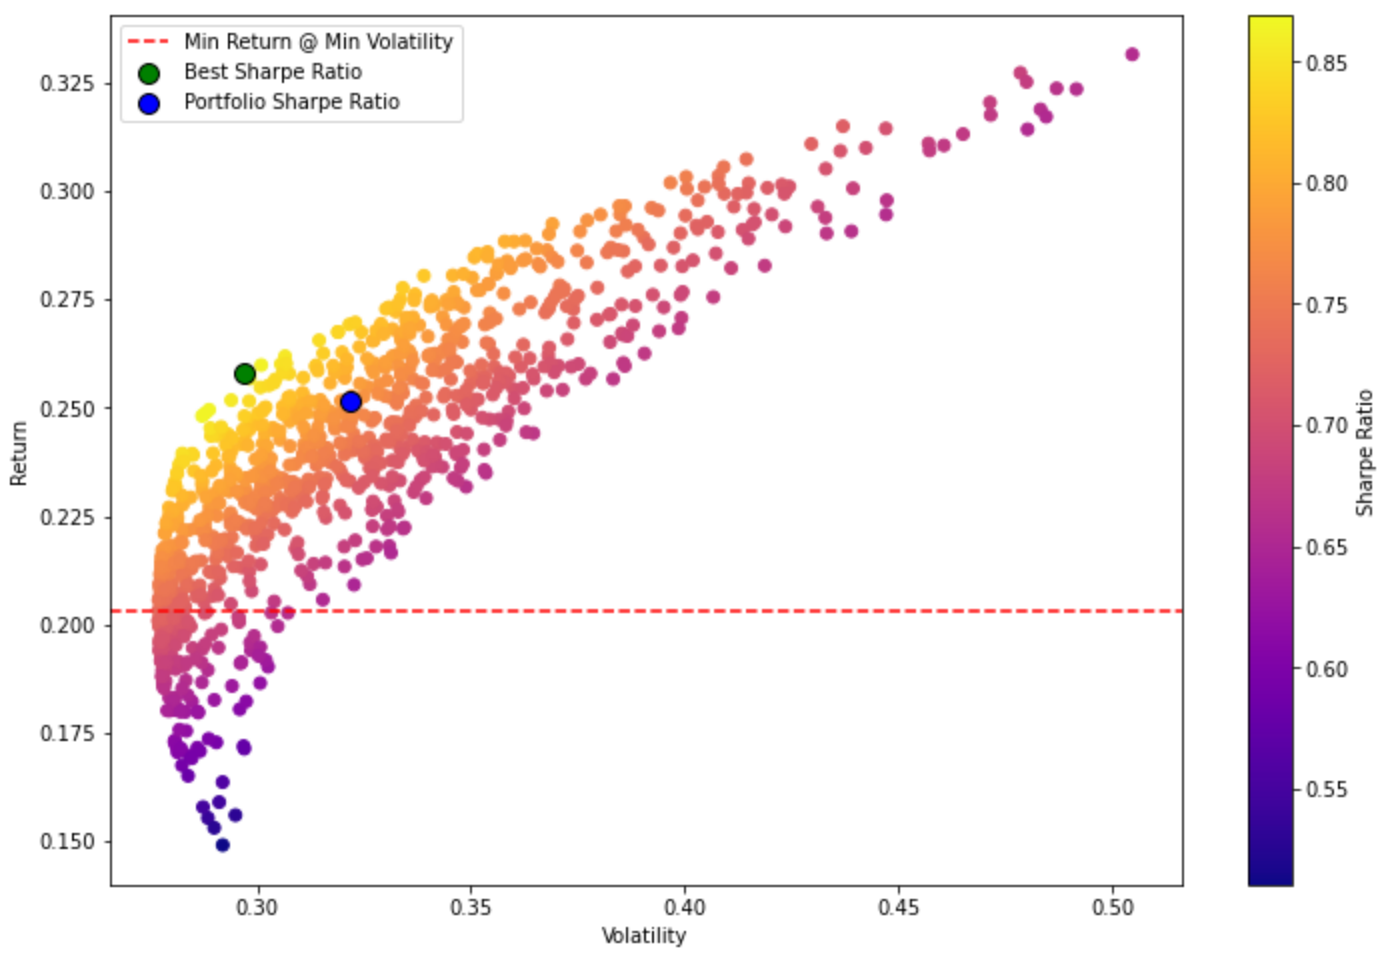 Min Return @ Min Volatility
Best Sharpe Ratio
Portfolio Sharpe Ratio
0.325
0.300
0.275
0.250
0.225
0.200
0.175
0.150
Return
0.30 0.35 0.40 0.45 0.50
Volatility
0.85
0.80
0.75
0.70
0.65
0.60
0.55
Sharpe Ratio